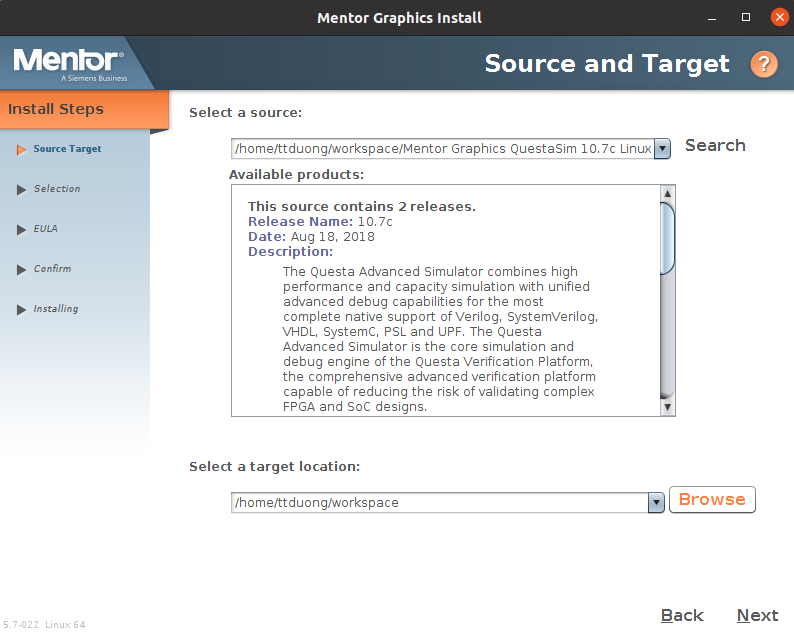 Mentor Graphics Install
Mentor®
A Siemens Business
Source and Target
?
Install Steps
Source Target
Selection
EULA
Confirm
Installing
Select a source:
/home/ttduong/workspace/Mentor Graphics QuestaSim 10.7c Linux
Search
Available products:
This source contains 2 releases.
Release Name: 10.7c
Date: Aug 18, 2018
Description:
The Questa Advanced Simulator combines high
performance and capacity simulation with unified
advanced debug capabilities for the most
complete native support of Verilog, SystemVerilog,
VHDL, SystemC, PSL and UPF. The Questa
Advanced Simulator is the core simulation and
debug engine of the Questa Verification Platform,
the comprehensive advanced verification platform
capable of reducing the risk of validating complex
FPGA and SoC designs.
Select a target location:
/home/ttduong/workspace
Browse
Back
Next
5.7-022 Linux 64